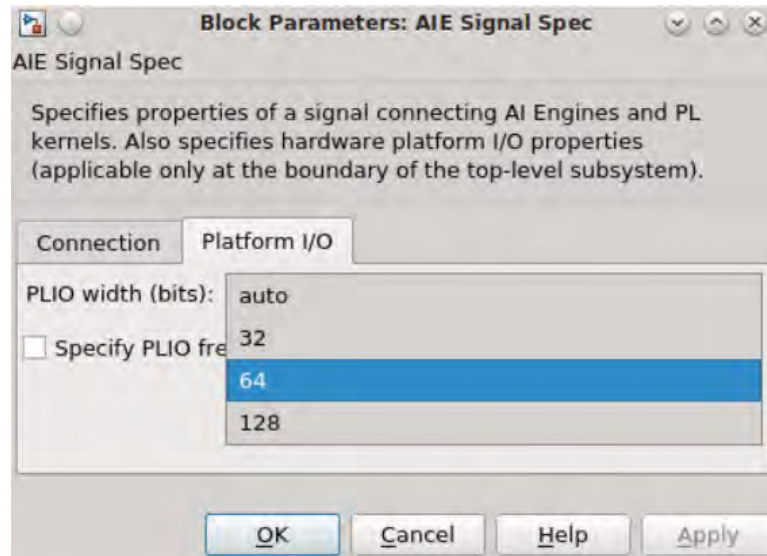 Block Parameters: AIE Signal Spec
AIE Signal Spec
Specifies properties of a signal connecting AI Engines and PL
kernels. Also specifies hardware platform I/O properties
(applicable only at the boundary of the top-level subsystem).
Connection Platform I/O
PLIO width (bits): auto
Specify PLIO fre 32
64
128
OK Cancel Help Apply